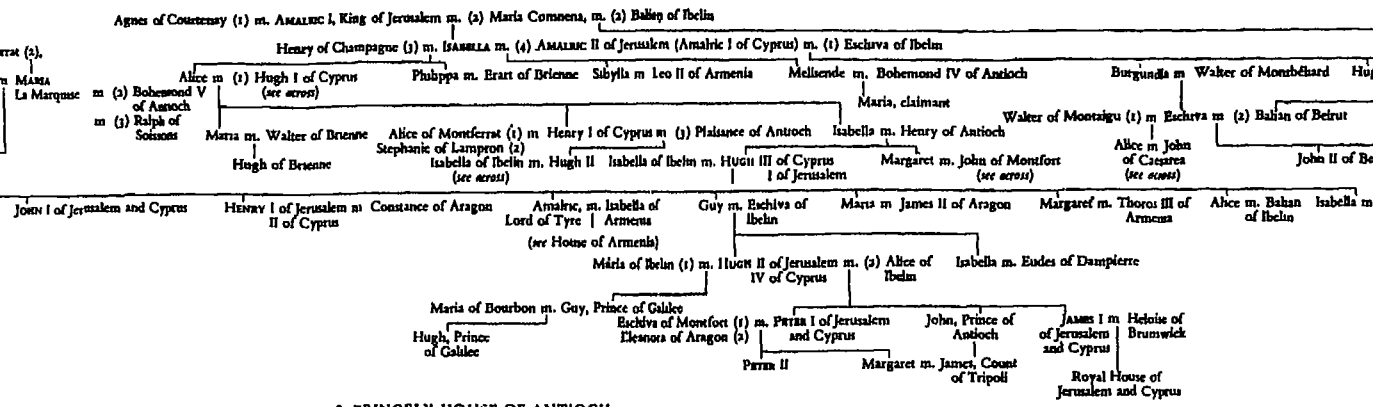 Agnes of Courtenay (1) m. AMALRIC I, King of Jerusalem m. (2) Maria Comnena, m. (2) Balian of Ibelin
rrat (2),
Henry of Champagne (3) m. ISABELLA m. (4) AMALRIC II of Jerusalem (Amalric I of Cyprus) m. (1) Eschiva of Ibelin
m MARIA
La Marquise
Alice m (1) Hugh I of Cyprus
(see across)
m (2) Bohemond V
of Antioch
m (3) Ralph of
Soissons
Philippa m. Erart of Brienne
Sibylla m Leo II of Armenia
Melisende m. Bohemond IV of Antioch
Maria, claimant
Burgundia m Walter of Montbéliard
Hug
Walter of Montaigu (1) m Eschiva m (2) Balian of Beirut
Maria m. Walter of Brienne
Hugh of Brienne
Alice of Montferrat (1) m Henry I of Cyprus m (3) Plaisance of Antioch
Stephanie of Lampron (2)
Isabella m. Henry of Antioch
Alice m John
of Caesarea
(see across)
John II of Be
Isabella of Ibelin m. Hugh II
(see across)
Isabella of Ibelin m. HUGH III of Cyprus
I of Jerusalem
Margaret m. John of Montfort
(see across)
JOHN I of Jerusalem and Cyprus
HENRY I of Jerusalem m Constance of Aragon
II of Cyprus
Amalric, m. Isabella of
Lord of Tyre Armenia
(see House of Armenia)
Guy m. Eschiva of
Ibelin
Maria m James II of Aragon
Margaret m. Thoros III of
Armenia
Alice m. Balian
of Ibelin
Isabella m
Maria of Ibelin (1) m. HUGH II of Jerusalem m. (2) Alice of
IV of Cyprus Ibelin
Isabella m. Eudes of Dampierre
Maria of Bourbon m. Guy, Prince of Galilee
Hugh, Prince
of Galilee
Eschiva of Montfort (1) m. PETER I of Jerusalem
Eleanora of Aragon (2) and Cyprus
John, Prince of
Antioch
JAMES I m Heloise of
of Jerusalem Brunswick
and Cyprus
PETER II
Margaret m. James, Count
of Tripoli
Royal House of
Jerusalem and Cyprus
PRINCELY HOUSE OF ANTIOCH